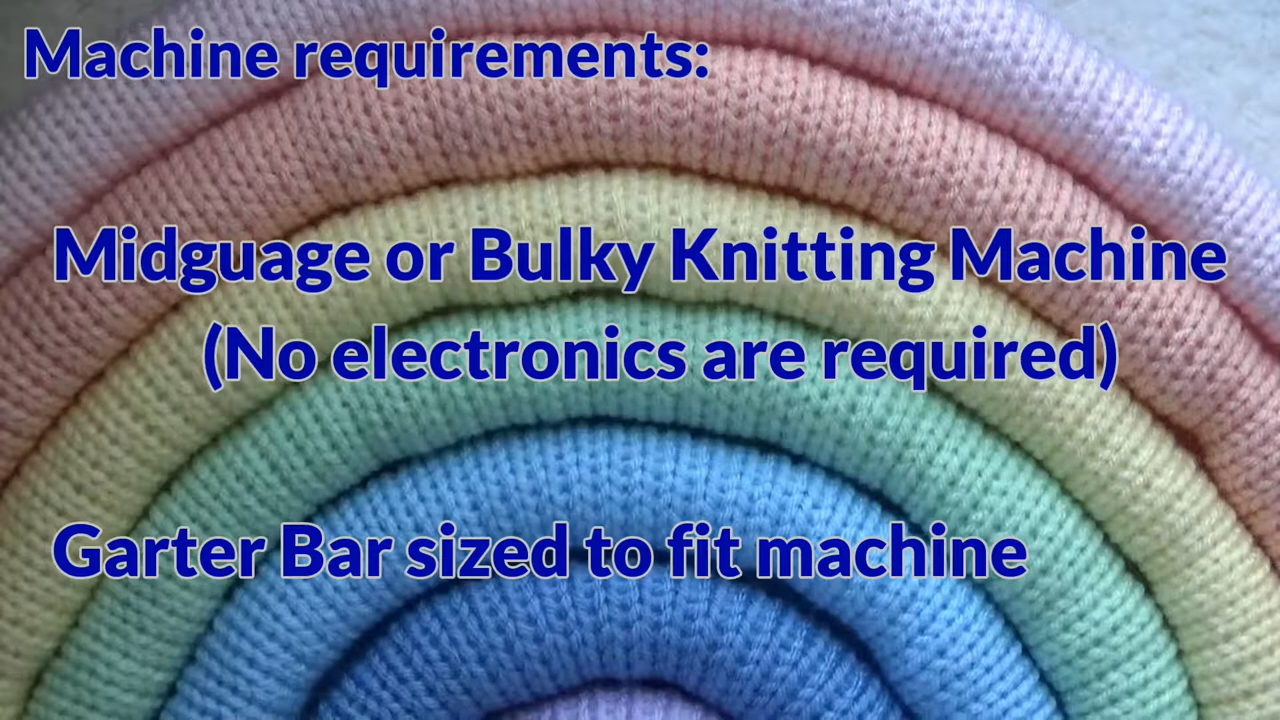 Machine requirements:
Midguage or Bulky Knitting Machine
(No electronics are required)
Garter Bar sized to fit machine